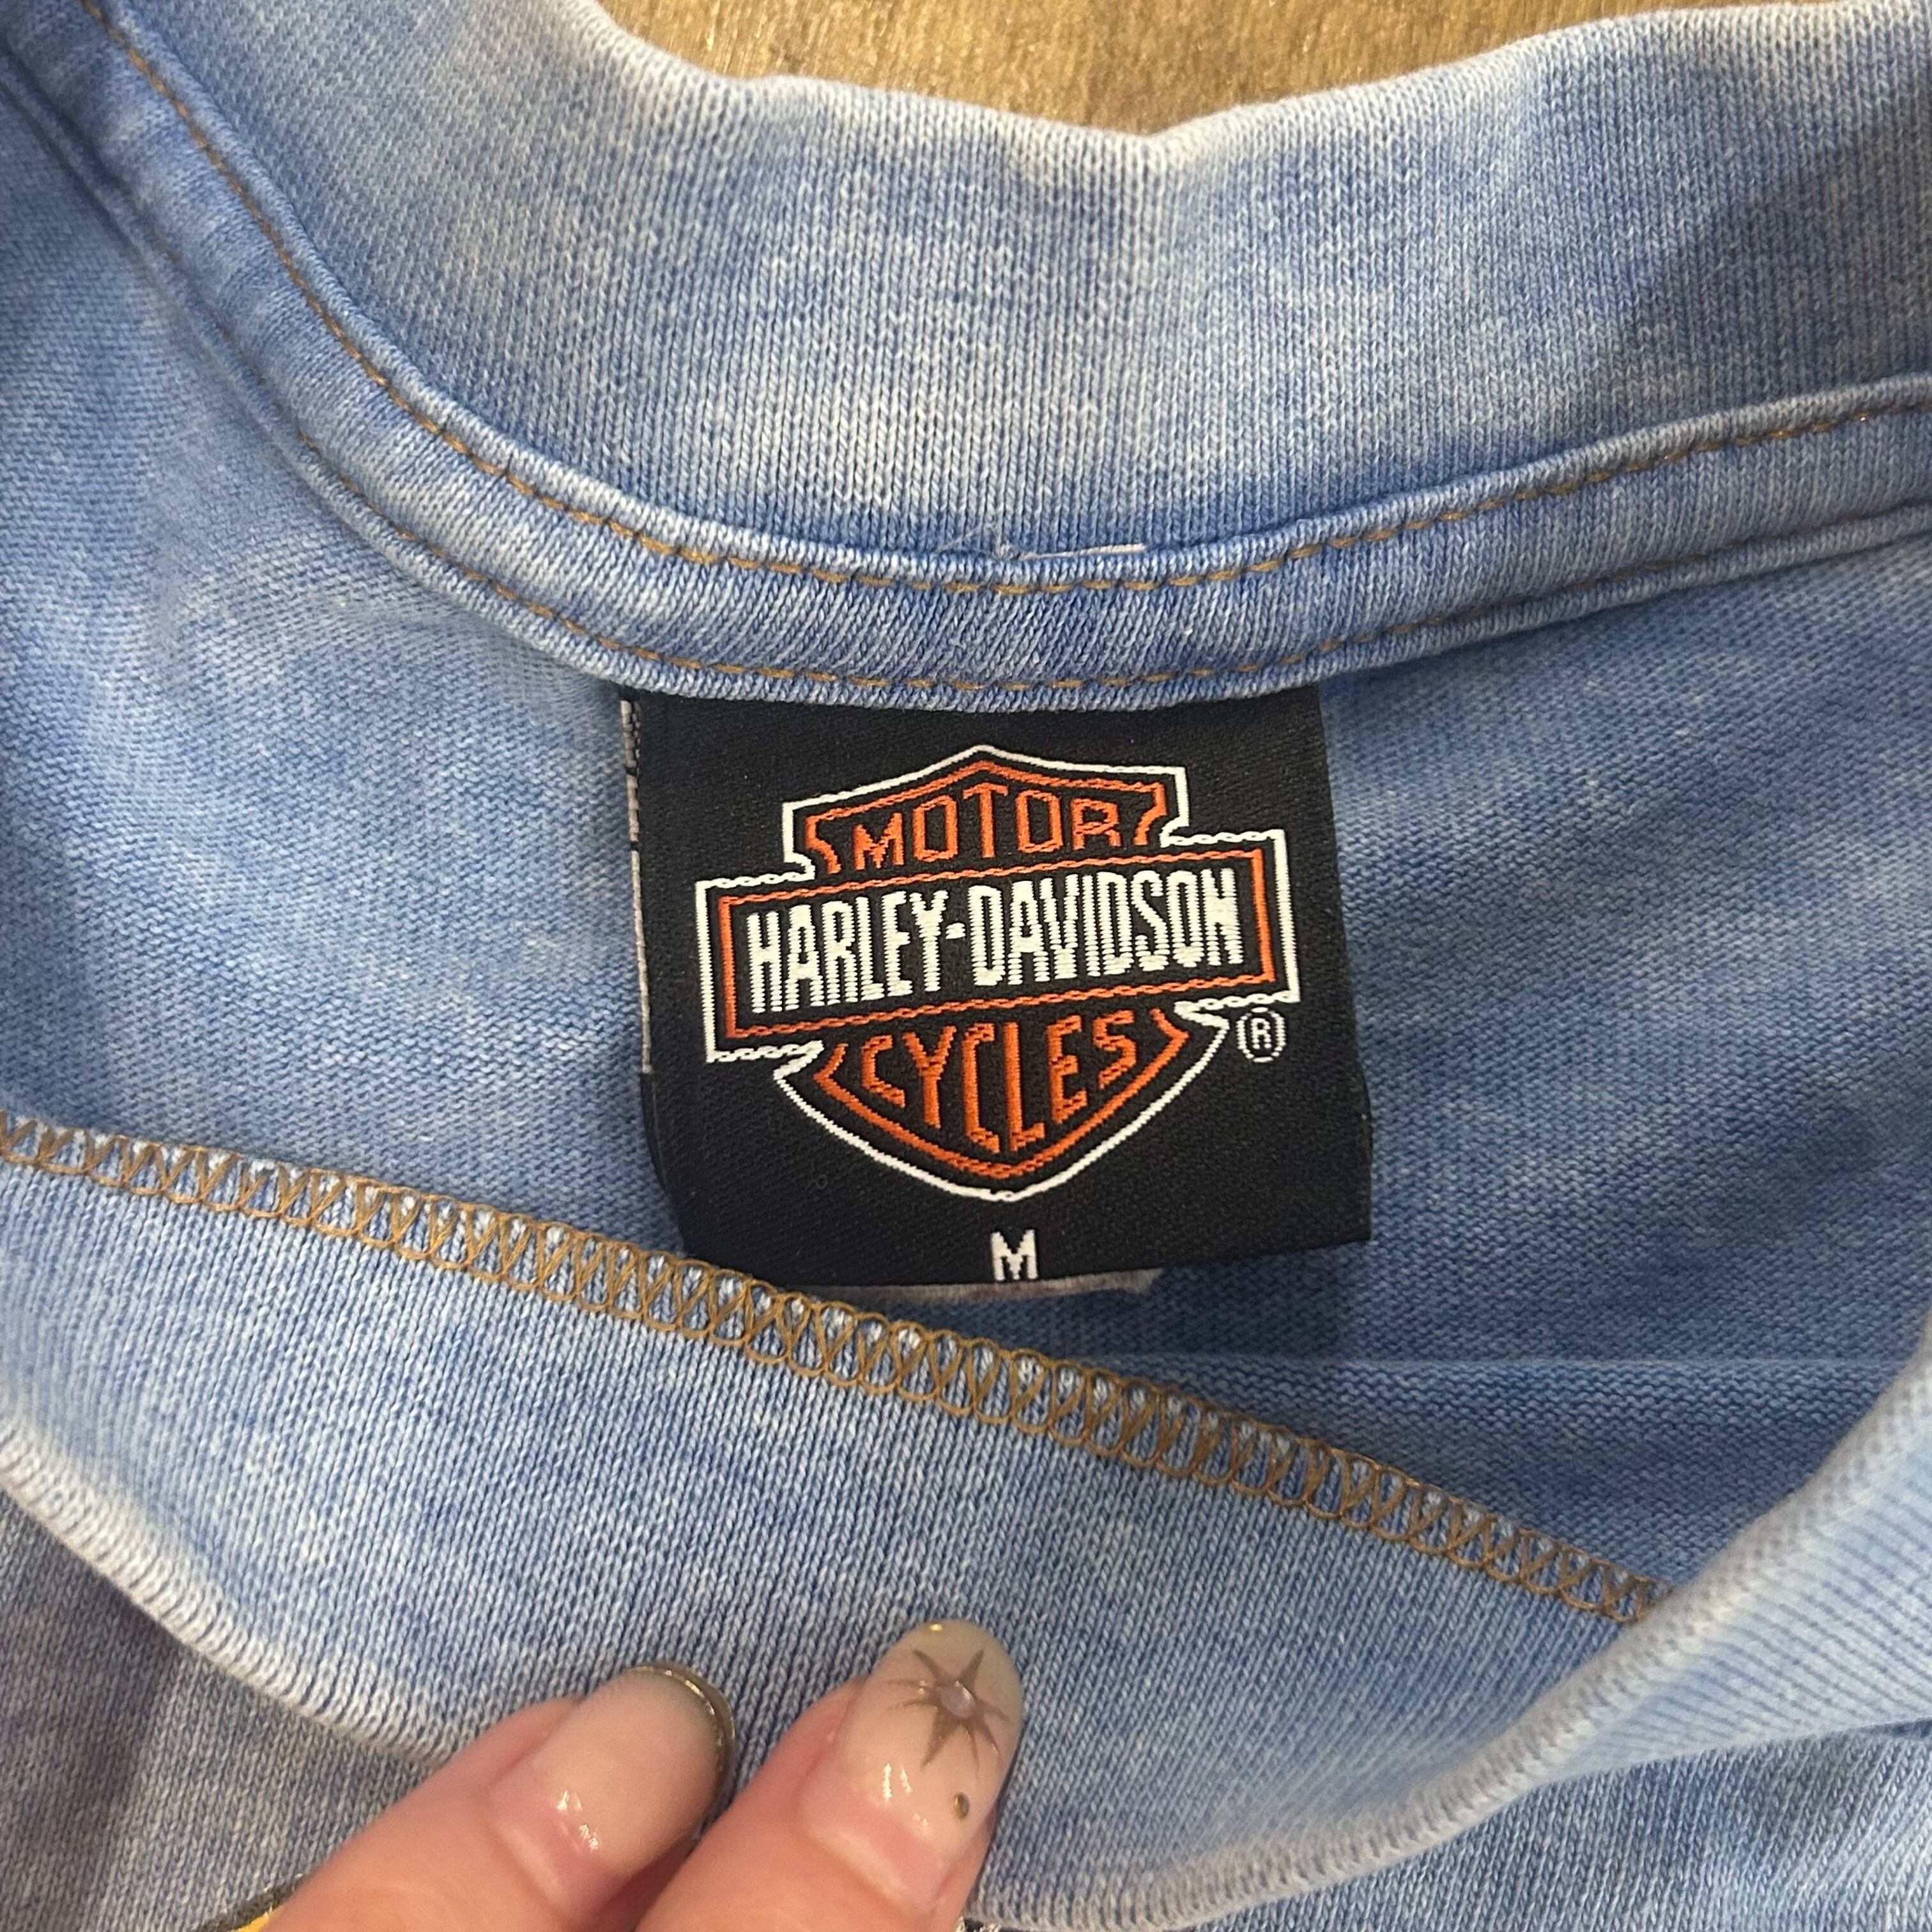 MOTOR
HARLEY-DAVIDSON
CYCLES
®
M